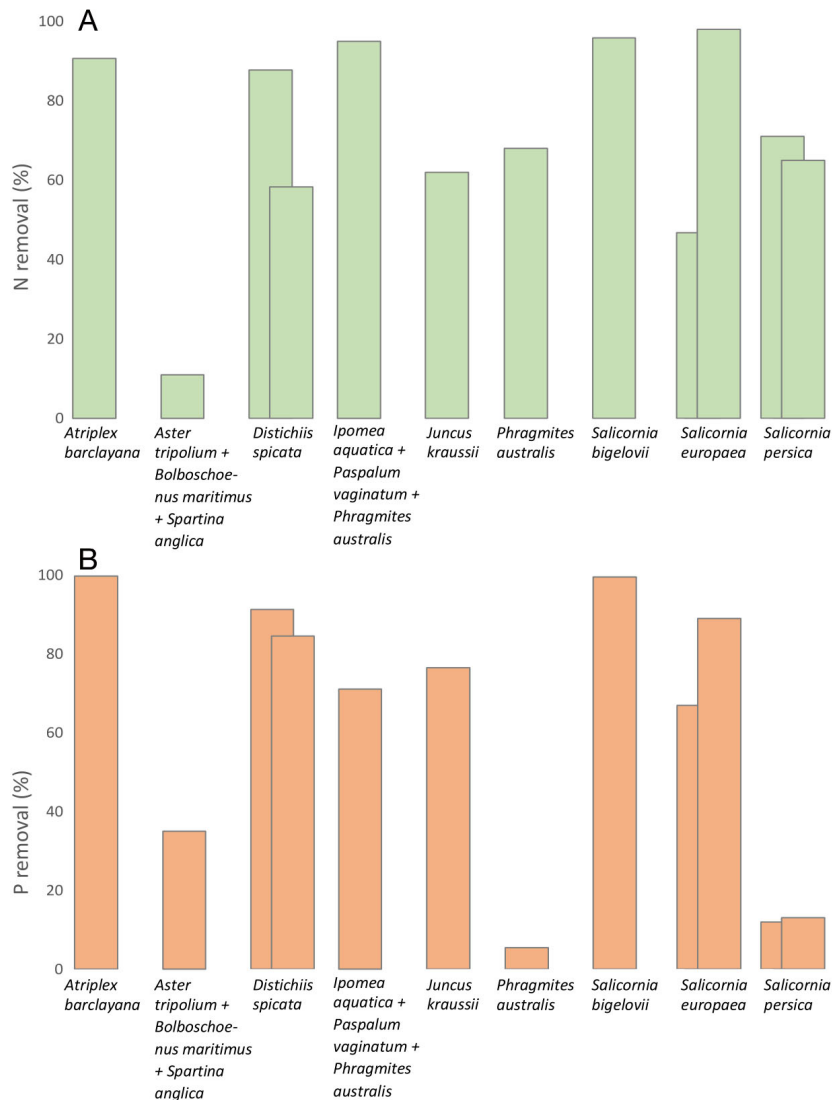 A
100
80
60
40
20
0
N removal (%)
Atriplex
barclayana
Aster
tripolium +
Bolboschoe-
nus maritimus
+ Spartina
anglica
Distichiis
spicata
Ipomea
aquatica +
Paspalum
vaginatum +
Phragmites
australis
Juncus
kraussii
Phragmites
australis
Salicornia
bigelovii
Salicornia
europaea
Salicornia
persica
B
100
80
60
40
20
0
P removal (%)
Atriplex
barclayana
Aster
tripolium +
Bolboschoe-
nus maritimus
+ Spartina
anglica
Distichiis
spicata
Ipomea
aquatica +
Paspalum
vaginatum +
Phragmites
australis
Juncus
kraussii
Phragmites
australis
Salicornia
bigelovii
Salicornia
europaea
Salicornia
persica